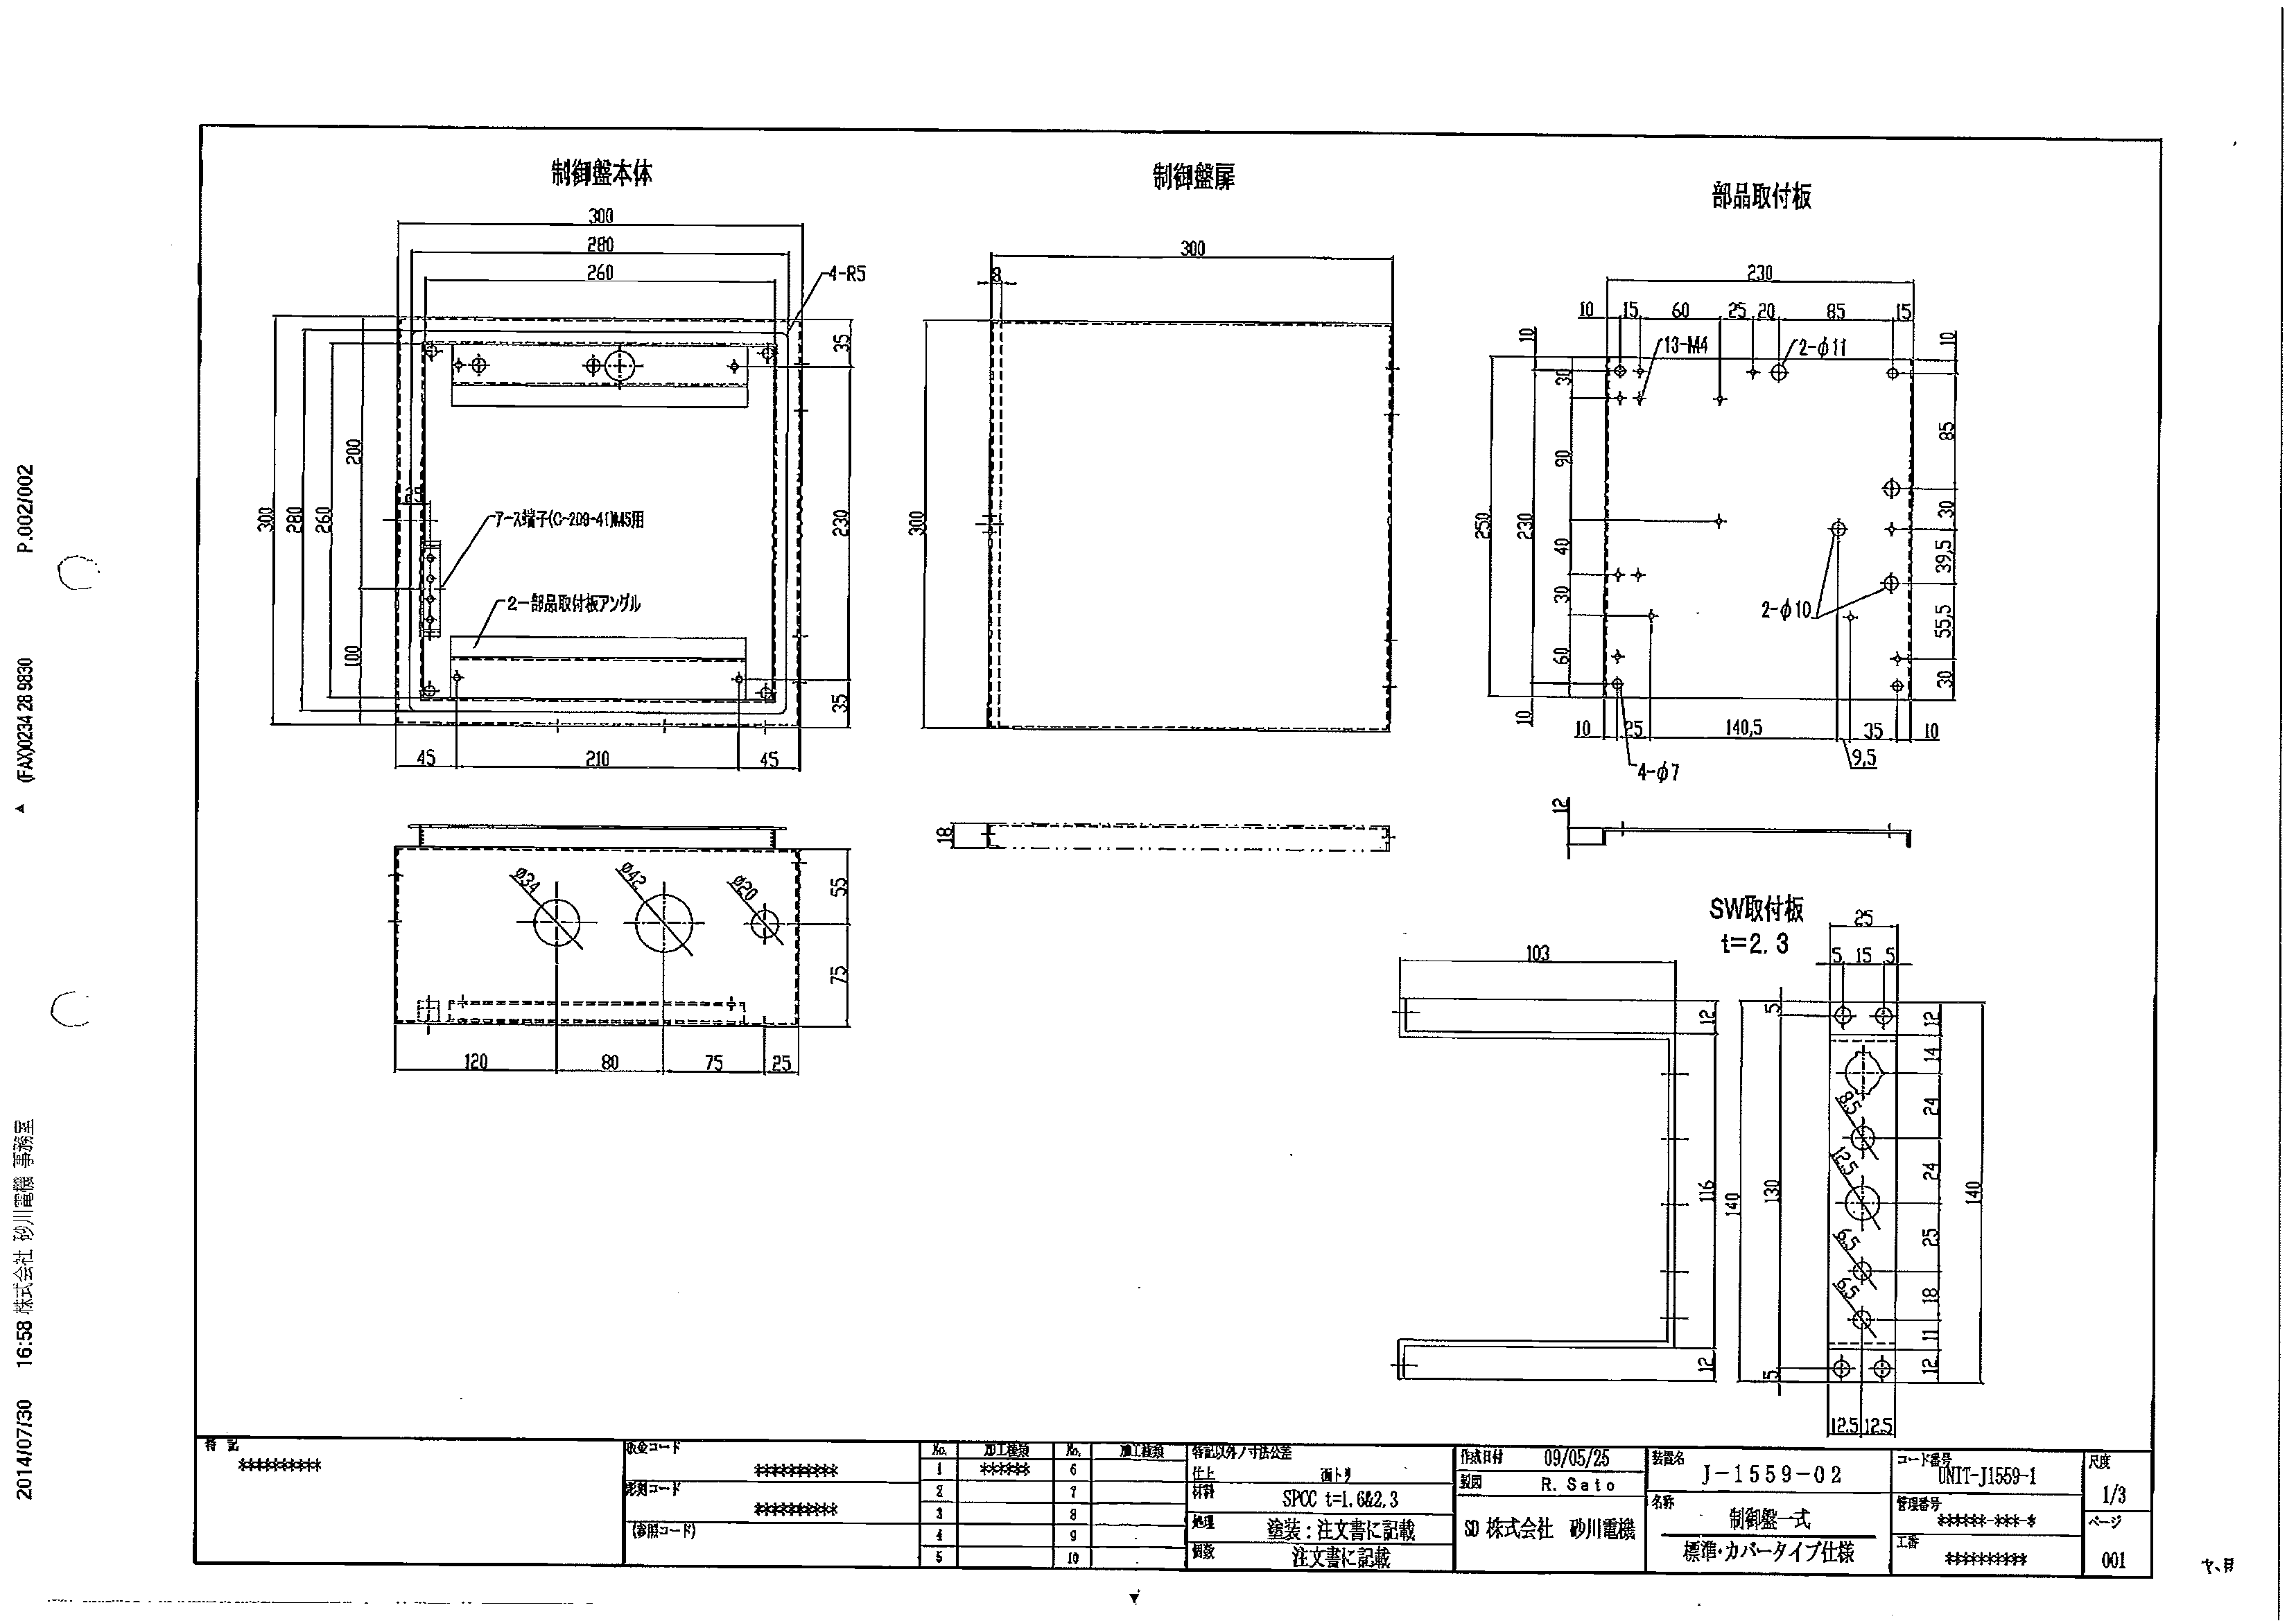 制御盤本体
300
280
260
4-R5
35
200
300
280
260
230
アース端子(C-209-4I)M5用
2ー部品取付板アングル
100
35
45
210
45
Ø34
Ø42
Ø20
55
75
120
80
75
25
制御盤扉
300
8
300
18
部品取付板
230
10
15
60
25
20
85
15
10
10
13-M4
2-φ11
30
90
85
250
230
30
40
39,5
30
2-φ10
55,5
60
30
10
10
25
140,5
35
10
9,5
4-φ7
12
SW取付板
t=2.3
25
5
15
5
103
12
116
12
140
5
130
5
12
14
8,5
24
12,5
24
6,5
25
6,5
18
11
12
140
12,5
12,5
特 記
**********
板金コード
**********
彫刻コード
**********
(参照コード)
No.
加工種類
No.
加工種類
1
******
6
2
7
3
8
4
9
5
10
特記以外ノ寸法公差
仕上
面トリ
材料
SPCC t=1.6&2,3
処理
塗装：注文書に記載
個数
注文書に記載
作成日付
09/05/25
製図
R. Sato
SD 株式会社 砂川電機
装置名
J-1559-02
名称
制御盤一式
標準・カバータイプ仕様
コード番号
UNIT-J1559-1
管理番号
*****-***-*
工番
**********
尺度
1/3
ページ
001
2014/07/30 16:58 株式会社 砂川電機 事務室
(FAX)0234 28 9830
P.002/002